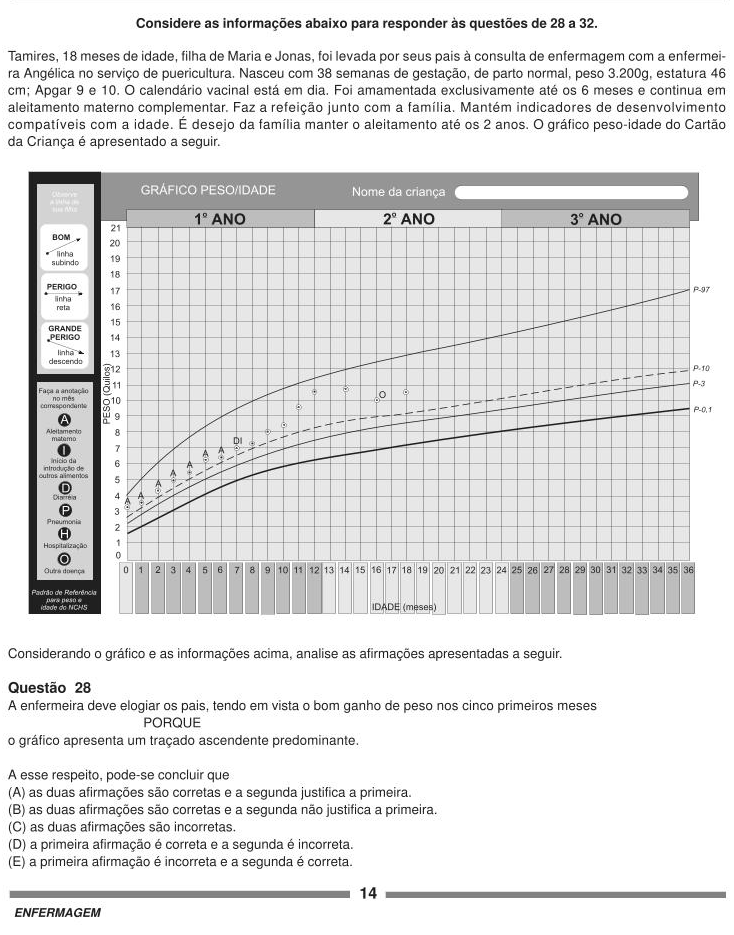 Considere as informações abaixo para responder às questões de 28 a 32.
Tamires, 18 meses de idade, filha de Maria e Jonas, foi levada por seus pais à consulta de enfermagem com a enfermei-
ra Angélica no serviço de puericultura. Nasceu com 38 semanas de gestação, de parto normal, peso 3.200g, estatura 46
cm; Apgar 9 e 10. O calendário vacinal está em dia. Foi amamentada exclusivamente até os 6 meses e continua em
aleitamento materno complementar. Faz a refeição junto com a família. Mantém indicadores de desenvolvimento
compatíveis com a idade. É desejo da família manter o aleitamento até os 2 anos. O gráfico peso-idade do Cartão
da Criança é apresentado a seguir.
Observe
a linha de
sua filha
GRÁFICO PESO/IDADE
Nome da criança
1º ANO 2º ANO 3º ANO
BOM
linha
subindo
PERIGO
linha
reta
GRANDE
PERIGO
linha
descendo
Faça a anotação
no mês
correspondente
A
Aleitamento
materno
I
Início da
introdução de
outros alimentos
D
Diarreia
P
Pneumonia
H
Hospitalização
O
Outra doença
Padrão de Referência
para peso e
idade do NCHS
PESO (Quilos)
21
20
19
18
17
16
15
14
13
12
11
10
9
8
7
6
5
4
3
2
1
0
A A A A A A A DI O
P-97
P-10
P-3
P-0,1
0 1 2 3 4 5 6 7 8 9 10 11 12 13 14 15 16 17 18 19 20 21 22 23 24 25 26 27 28 29 30 31 32 33 34 35 36
IDADE (meses)
Considerando o gráfico e as informações acima, analise as afirmações apresentadas a seguir.
Questão 28
A enfermeira deve elogiar os pais, tendo em vista o bom ganho de peso nos cinco primeiros meses
PORQUE
o gráfico apresenta um traçado ascendente predominante.
A esse respeito, pode-se concluir que
(A) as duas afirmações são corretas e a segunda justifica a primeira.
(B) as duas afirmações são corretas e a segunda não justifica a primeira.
(C) as duas afirmações são incorretas.
(D) a primeira afirmação é correta e a segunda é incorreta.
(E) a primeira afirmação é incorreta e a segunda é correta.
14
ENFERMAGEM